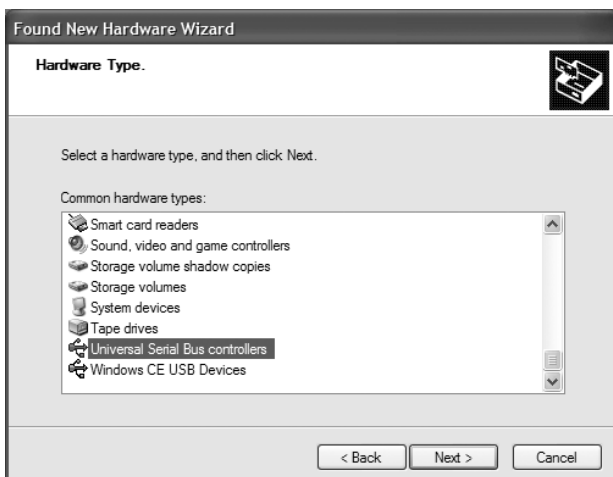 Found New Hardware Wizard
Hardware Type.
Select a hardware type, and then click Next.
Common hardware types:
Smart card readers
Sound, video and game controllers
Storage volume shadow copies
Storage volumes
System devices
Tape drives
Universal Serial Bus controllers
Windows CE USB Devices
< Back Next > Cancel